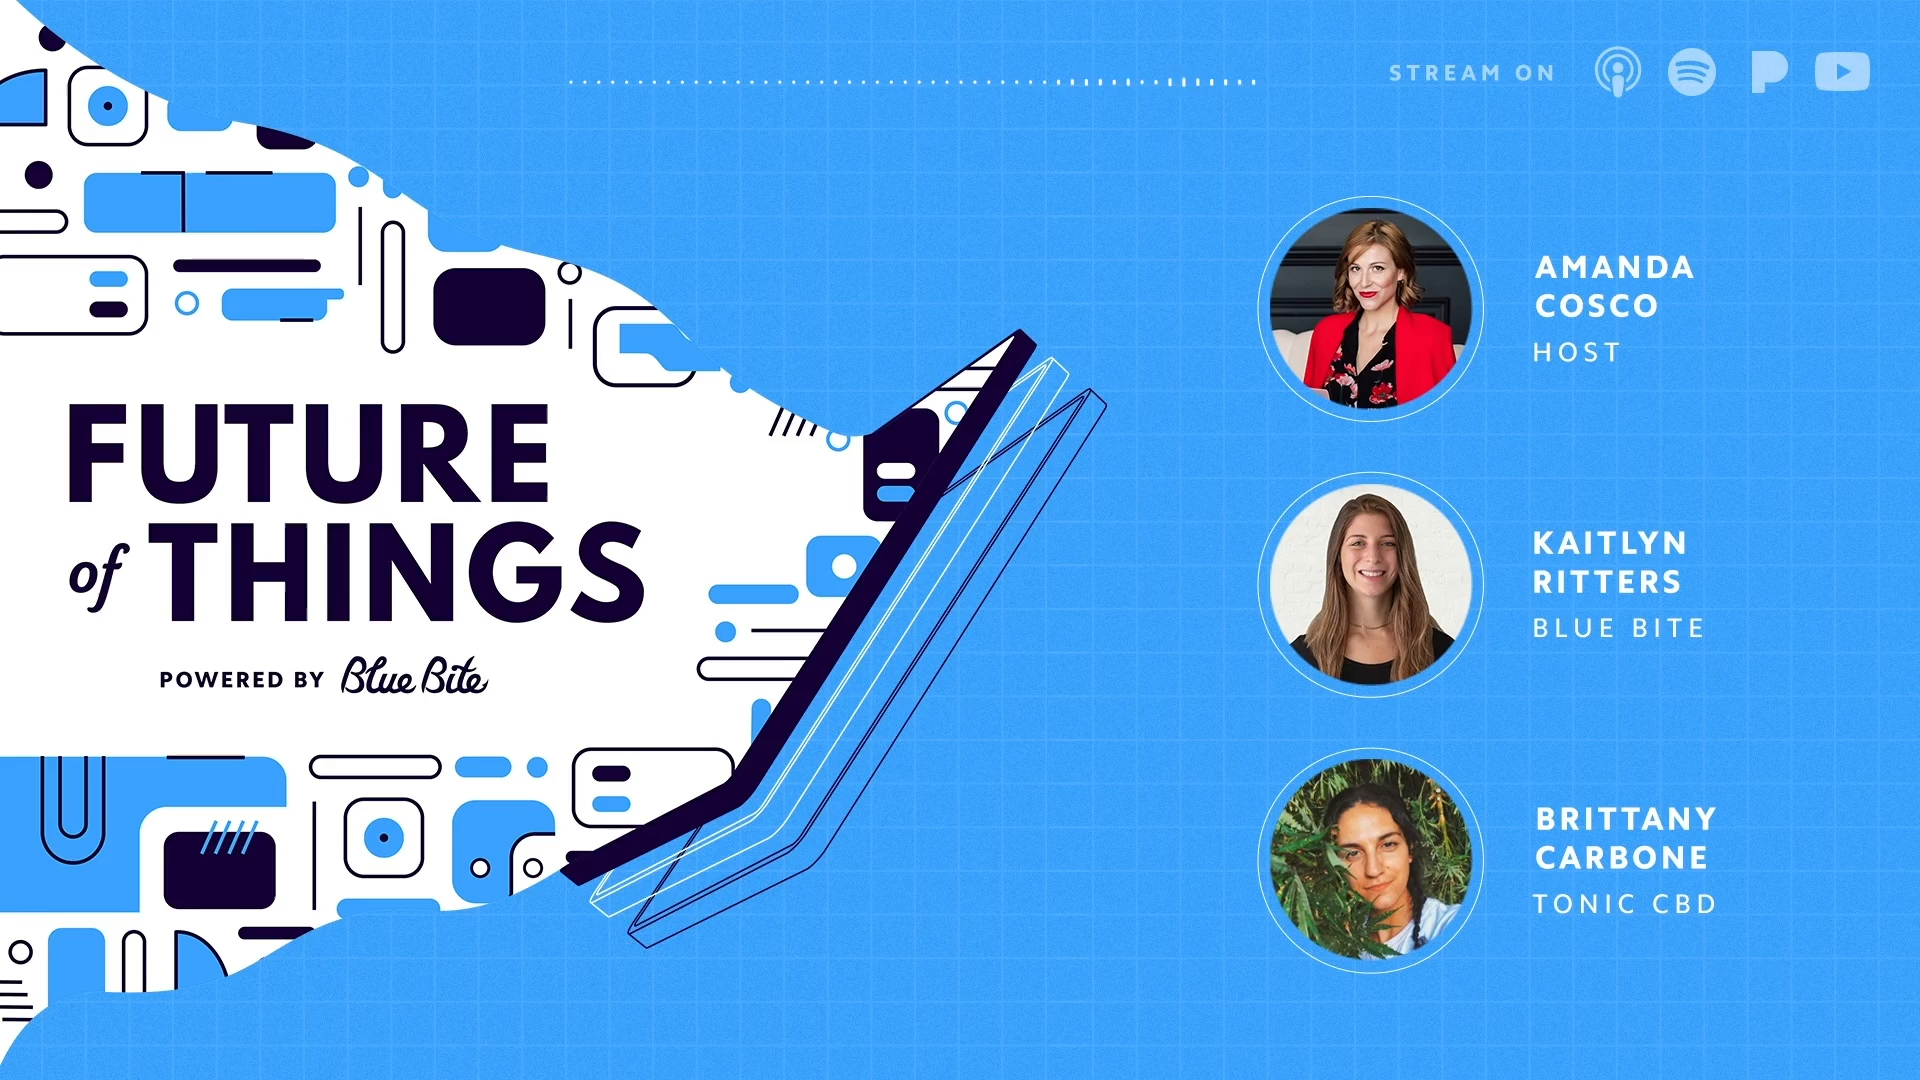 STREAM ON
FUTURE
of THINGS
POWERED BY Blue Bite
AMANDA
COSCO
HOST
KAITLYN
RITTERS
BLUE BITE
BRITTANY
CARBONE
TONIC CBD